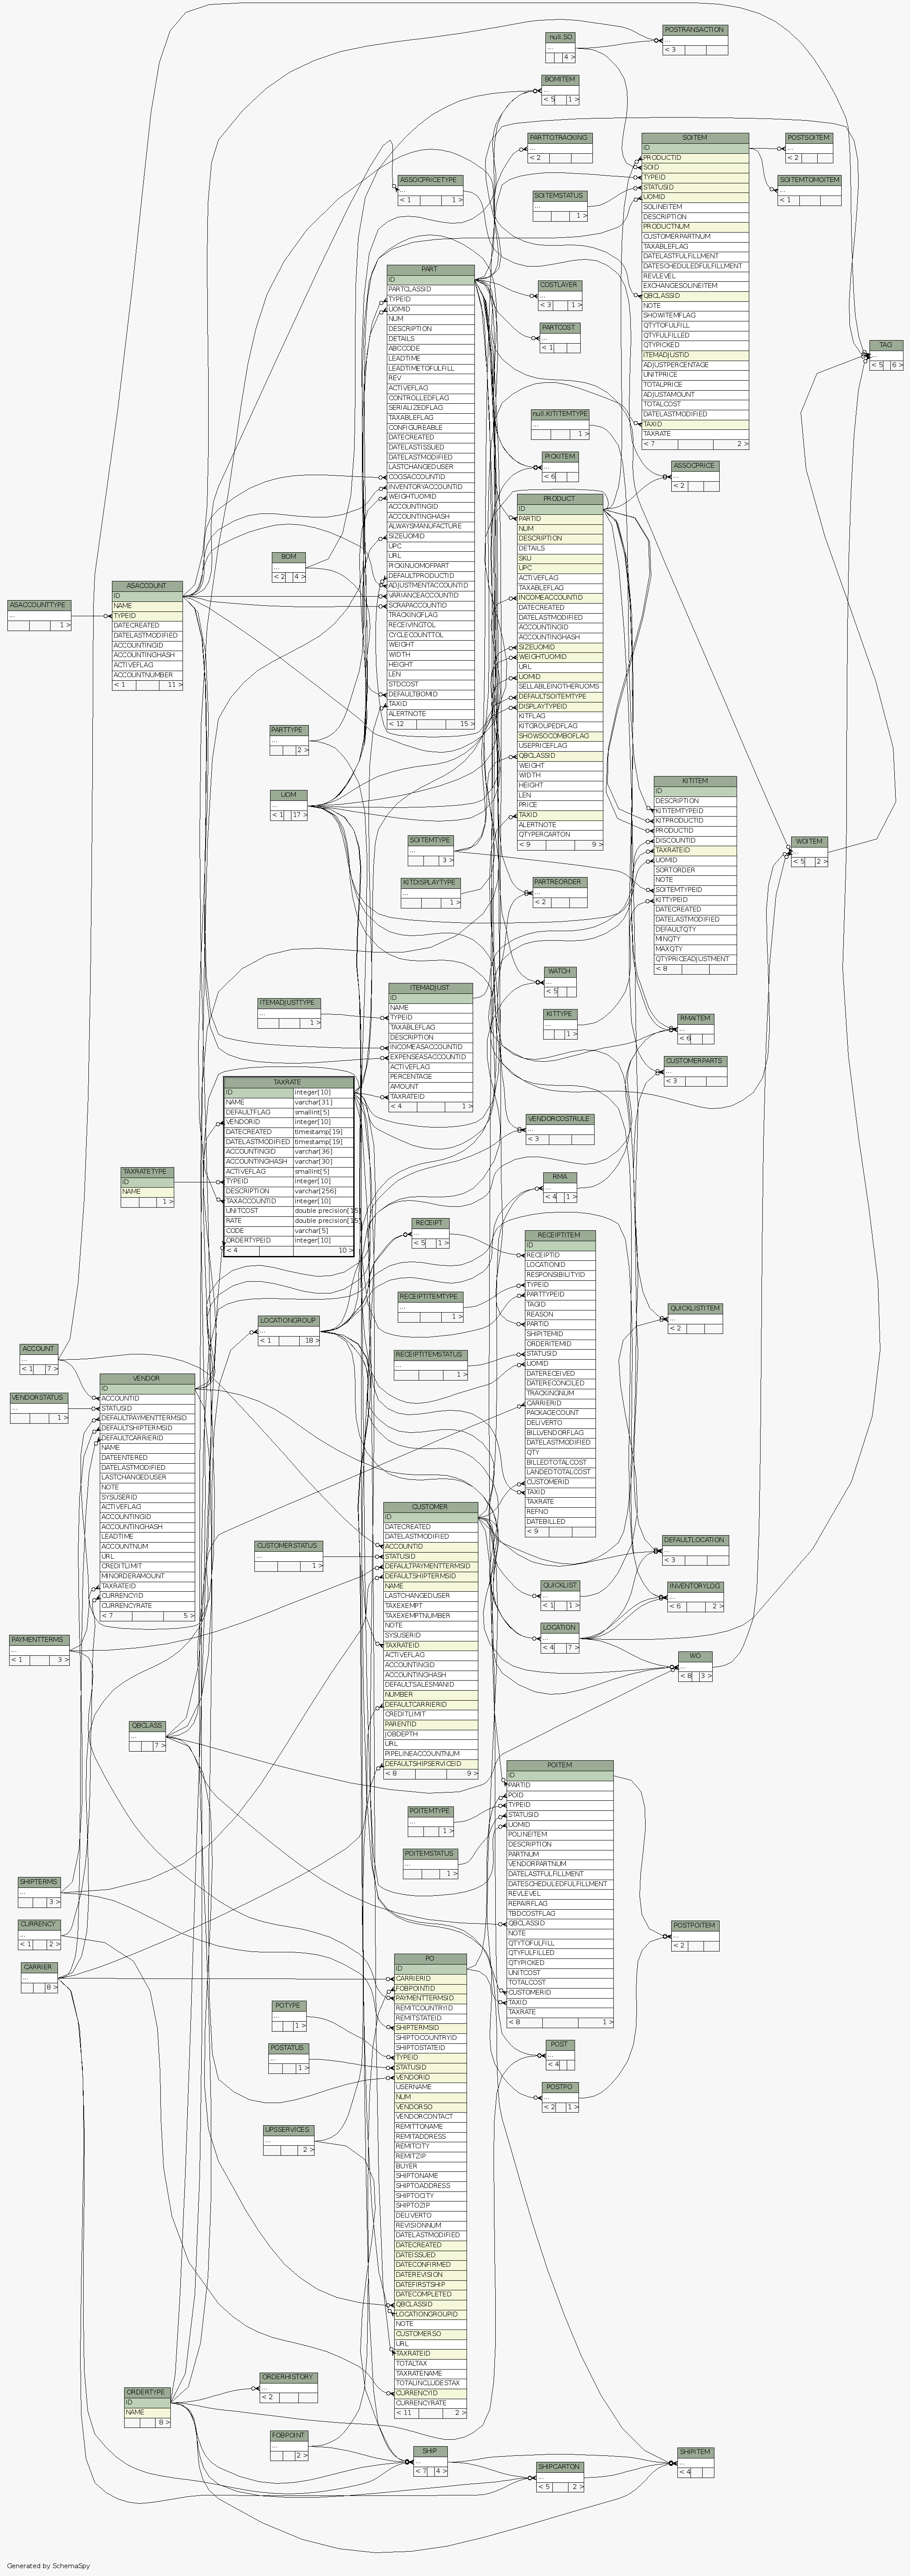 null.SO
...
4 >
POSTRANSACTION
...
< 3
BOMITEM
...
< 5 1 >
PARTTOTRACKING
...
< 2
SOITEM
ID
PRODUCTID
SOID
TYPEID
STATUSID
UOMID
SOLINEITEM
DESCRIPTION
PRODUCTNUM
CUSTOMERPARTNUM
TAXABLEFLAG
DATELASTFULFILLMENT
DATESCHEDULEDFULFILLMENT
REVLEVEL
EXCHANGESOLINEITEM
QBCLASSID
NOTE
SHOWITEMFLAG
QTYTOFULFILL
QTYFULFILLED
QTYPICKED
ITEMADJUSTID
ADJUSTPERCENTAGE
UNITPRICE
TOTALPRICE
ADJUSTAMOUNT
TOTALCOST
DATELASTMODIFIED
TAXID
TAXRATE
< 7 2 >
POSTSOITEM
...
< 2
SOITEMTOMOITEM
...
< 1
ASSOCPRICETYPE
...
< 1 1 >
SOITEMSTATUS
...
1 >
PART
ID
PARTCLASSID
TYPEID
UOMID
NUM
DESCRIPTION
DETAILS
ABCCODE
LEADTIME
LEADTIMETOFULFILL
REV
ACTIVEFLAG
CONTROLLEDFLAG
SERIALIZEDFLAG
TAXABLEFLAG
CONFIGUREABLE
DATECREATED
DATELASTISSUED
DATELASTMODIFIED
LASTCHANGEDUSER
COGSACCOUNTID
INVENTORYACCOUNTID
WEIGHTUOMID
ACCOUNTINGID
ACCOUNTINGHASH
ALWAYSMANUFACTURE
SIZEUOMID
UPC
URL
PICKINUOMOFPART
DEFAULTPRODUCTID
ADJUSTMENTACCOUNTID
VARIANCEACCOUNTID
SCRAPACCOUNTID
TRACKINGFLAG
RECEIVINGTOL
CYCLECOUNTTOL
WEIGHT
WIDTH
HEIGHT
LEN
STDCOST
DEFAULTBOMID
TAXID
ALERTNOTE
< 12 15 >
COSTLAYER
...
< 3 1 >
PARTCOST
...
< 1
TAG
...
< 5 6 >
null.KITITEMTYPE
...
1 >
PICKITEM
...
< 6
ASSOCPRICE
...
< 2
PRODUCT
ID
PARTID
NUM
DESCRIPTION
DETAILS
SKU
UPC
ACTIVEFLAG
TAXABLEFLAG
INCOMEACCOUNTID
DATECREATED
DATELASTMODIFIED
ACCOUNTINGID
ACCOUNTINGHASH
SIZEUOMID
WEIGHTUOMID
URL
UOMID
SELLABLEINOTHERUOMS
DEFAULTSOITEMTYPE
DISPLAYTYPEID
KITFLAG
KITGROUPEDFLAG
SHOWSOCOMBOFLAG
USEPRICEFLAG
QBCLASSID
WEIGHT
WIDTH
HEIGHT
LEN
PRICE
TAXID
ALERTNOTE
QTYPERCARTON
< 9 9 >
BOM
...
< 2 4 >
ASACCOUNTTYPE
...
1 >
ASACCOUNT
ID
NAME
TYPEID
DATECREATED
DATELASTMODIFIED
ACCOUNTINGID
ACCOUNTINGHASH
ACTIVEFLAG
ACCOUNTNUMBER
< 1 11 >
PARTTYPE
...
2 >
UOM
...
< 1 17 >
SOITEMTYPE
...
3 >
KITDISPLAYTYPE
...
1 >
KITITEM
ID
DESCRIPTION
KITITEMTYPEID
KITPRODUCTID
PRODUCTID
DISCOUNTID
TAXRATEID
UOMID
SORTORDER
NOTE
SOITEMTYPEID
KITTYPEID
DATECREATED
DATELASTMODIFIED
DEFAULTQTY
MINQTY
MAXQTY
QTYPRICEADJUSTMENT
< 8
WOITEM
...
< 5 2 >
PARTREORDER
...
< 2
WATCH
...
< 5
KITTYPE
...
1 >
ITEMADJUSTTYPE
...
1 >
ITEMADJUST
ID
NAME
TYPEID
TAXABLEFLAG
DESCRIPTION
INCOMEASACCOUNTID
EXPENSEASACCOUNTID
ACTIVEFLAG
PERCENTAGE
AMOUNT
TAXRATEID
< 4 1 >
RMAITEM
...
< 6
CUSTOMERPARTS
...
< 3
TAXRATE
ID integer[10]
NAME varchar[31]
DEFAULTFLAG smallint[5]
VENDORID integer[10]
DATECREATED timestamp[19]
DATELASTMODIFIED timestamp[19]
ACCOUNTINGID varchar[36]
ACCOUNTINGHASH varchar[30]
ACTIVEFLAG smallint[5]
TYPEID integer[10]
DESCRIPTION varchar[256]
TAXACCOUNTID integer[10]
UNITCOST double precision[15]
RATE double precision[15]
CODE varchar[5]
ORDERTYPEID integer[10]
< 4 10 >
VENDORCOSTRULE
...
< 3
TAXRATETYPE
ID
NAME
1 >
RMA
...
< 4 1 >
RECEIPT
...
< 5 1 >
RECEIPTITEM
ID
RECEIPTID
LOCATIONID
RESPONSIBILITYID
TYPEID
PARTTYPEID
TAGID
REASON
PARTID
SHIPITEMID
ORDERITEMID
STATUSID
UOMID
DATERECEIVED
DATERECONCILED
TRACKINGNUM
CARRIERID
PACKAGECOUNT
DELIVERTO
BILLVENDORFLAG
DATELASTMODIFIED
QTY
BILLEDTOTALCOST
LANDEDTOTALCOST
CUSTOMERID
TAXID
TAXRATE
REFNO
DATEBILLED
< 9
RECEIPTITEMTYPE
...
1 >
LOCATIONGROUP
...
< 1 18 >
QUICKLISTITEM
...
< 2
RECEIPTITEMSTATUS
...
1 >
ACCOUNT
...
< 1 7 >
VENDORSTATUS
...
1 >
VENDOR
ID
ACCOUNTID
STATUSID
DEFAULTPAYMENTTERMSID
DEFAULTSHIPTERMSID
DEFAULTCARRIERID
NAME
DATEENTERED
DATELASTMODIFIED
LASTCHANGEDUSER
NOTE
SYSUSERID
ACTIVEFLAG
ACCOUNTINGID
ACCOUNTINGHASH
LEADTIME
ACCOUNTNUM
URL
CREDITLIMIT
MINORDERAMOUNT
TAXRATEID
CURRENCYID
CURRENCYRATE
< 7 5 >
CUSTOMER
ID
DATECREATED
DATELASTMODIFIED
ACCOUNTID
STATUSID
DEFAULTPAYMENTTERMSID
DEFAULTSHIPTERMSID
NAME
LASTCHANGEDUSER
TAXEXEMPT
TAXEXEMPTNUMBER
NOTE
SYSUSERID
TAXRATEID
ACTIVEFLAG
ACCOUNTINGID
ACCOUNTINGHASH
DEFAULTSALESMANID
NUMBER
DEFAULTCARRIERID
CREDITLIMIT
PARENTID
JOBDEPTH
URL
PIPELINEACCOUNTNUM
DEFAULTSHIPSERVICEID
< 8 9 >
CUSTOMERSTATUS
...
1 >
DEFAULTLOCATION
...
< 3
QUICKLIST
...
< 1 1 >
INVENTORYLOG
...
< 6 2 >
LOCATION
...
< 4 7 >
PAYMENTTERMS
...
< 1 3 >
WO
...
< 8 3 >
QBCLASS
...
7 >
POITEM
ID
PARTID
POID
TYPEID
STATUSID
UOMID
POLINEITEM
DESCRIPTION
PARTNUM
VENDORPARTNUM
DATELASTFULFILLMENT
DATESCHEDULEDFULFILLMENT
REVLEVEL
REPAIRFLAG
TBDCOSTFLAG
QBCLASSID
NOTE
QTYTOFULFILL
QTYFULFILLED
QTYPICKED
UNITCOST
TOTALCOST
CUSTOMERID
TAXID
TAXRATE
< 8 1 >
POITEMTYPE
...
1 >
POITEMSTATUS
...
1 >
SHIPTERMS
...
3 >
CURRENCY
...
< 1 2 >
CARRIER
...
8 >
POSTPOITEM
...
< 2
PO
ID
CARRIERID
FOBPOINTID
PAYMENTTERMSID
REMITCOUNTRYID
REMITSTATEID
SHIPTERMSID
SHIPTOCOUNTRYID
SHIPTOSTATEID
TYPEID
STATUSID
VENDORID
USERNAME
NUM
VENDORSO
VENDORCONTACT
REMITTONAME
REMITADDRESS
REMITCITY
REMITZIP
BUYER
SHIPTONAME
SHIPTOADDRESS
SHIPTOCITY
SHIPTOZIP
DELIVERTO
REVISIONNUM
DATELASTMODIFIED
DATECREATED
DATEISSUED
DATECONFIRMED
DATEREVISION
DATEFIRSTSHIP
DATECOMPLETED
QBCLASSID
LOCATIONGROUPID
NOTE
CUSTOMERSO
URL
TAXRATEID
TOTALTAX
TAXRATENAME
TOTALINCLUDESTAX
CURRENCYID
CURRENCYRATE
< 11 2 >
POTYPE
...
1 >
POSTATUS
...
1 >
POST
...
< 4
POSTPO
...
< 2 1 >
UPSSERVICES
...
2 >
ORDERTYPE
ID
NAME
8 >
ORDERHISTORY
...
< 2
FOBPOINT
...
2 >
SHIP
...
< 7 4 >
SHIPCARTON
...
< 5 2 >
SHIPITEM
...
< 4
Generated by SchemaSpy